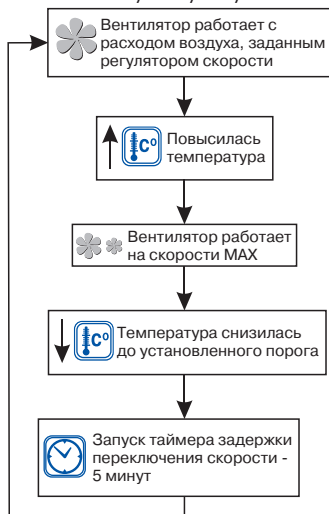 Вентилятор работает с
расходом воздуха, заданным
регулятором скорости
C°
Повысилась
температура
Вентилятор работает
на скорости MAX
C°
Температура снизилась
до установленного порога
Запуск таймера задержки
переключения скорости -
5 минут